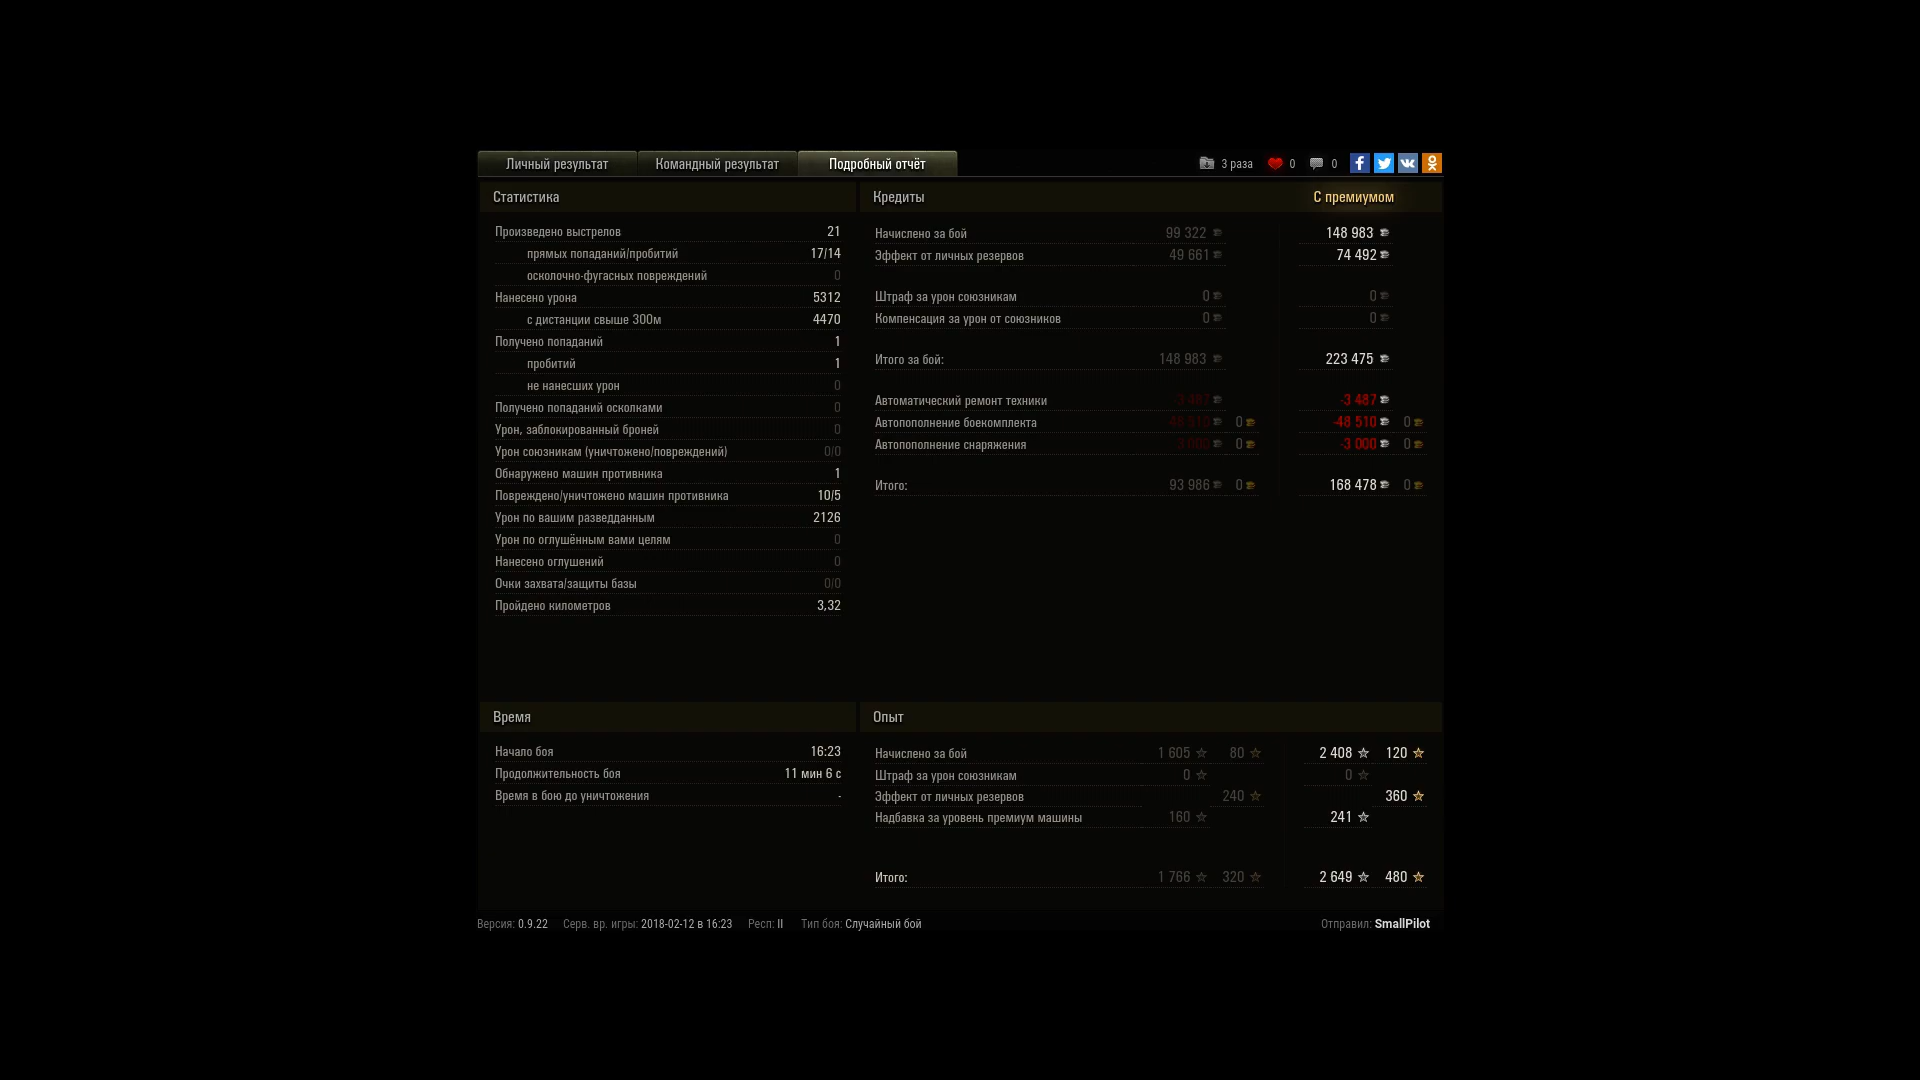 Личный результат Командный результат Подробный отчёт 3 раза 0 0
Статистика
Произведено выстрелов 21
прямых попаданий/пробитий 17/14
осколочно-фугасных повреждений 0
Нанесено урона 5312
с дистанции свыше 300м 4470
Получено попаданий 1
пробитий 1
не нанесших урон 0
Получено попаданий осколками 0
Урон, заблокированный броней 0
Урон союзникам (уничтожено/повреждений) 0/0
Обнаружено машин противника 1
Повреждено/уничтожено машин противника 10/5
Урон по вашим разведданным 2126
Урон по оглушённым вами целям 0
Нанесено оглушений 0
Очки захвата/защиты базы 0/0
Пройдено километров 3,32
Кредиты С премиумом
Начислено за бой 99 322 148 983
Эффект от личных резервов 49 661 74 492
Штраф за урон союзникам 0 0
Компенсация за урон от союзников 0 0
Итого за бой: 148 983 223 475
Автоматический ремонт техники -3 487 -3 487
Автопополнение боекомплекта -48 510 0 -48 510 0
Автопополнение снаряжения -3 000 0 -3 000 0
Итого: 93 986 0 168 478 0
Время
Начало боя 16:23
Продолжительность боя 11 мин 6 с
Время в бою до уничтожения -
Опыт
Начислено за бой 1 605 80 2 408 120
Штраф за урон союзникам 0 0
Эффект от личных резервов 240 360
Надбавка за уровень премиум машины 160 241
Итого: 1 766 320 2 649 480
Версия: 0.9.22 Серв. вр. игры: 2018-02-12 в 16:23 Респ: II Тип боя: Случайный бой Отправил: SmallPilot